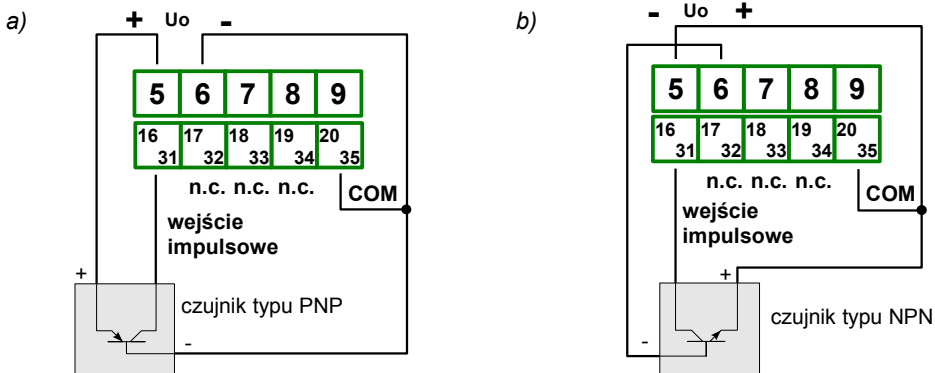 a)
+ Uo -
5 6 7 8 9
16 17 18 19 20
31 32 33 34 35
n.c. n.c. n.c.
COM
wejście
impulsowe
+
czujnik typu PNP
-
b)
- Uo +
5 6 7 8 9
16 17 18 19 20
31 32 33 34 35
n.c. n.c. n.c.
COM
wejście
impulsowe
+
czujnik typu NPN
-